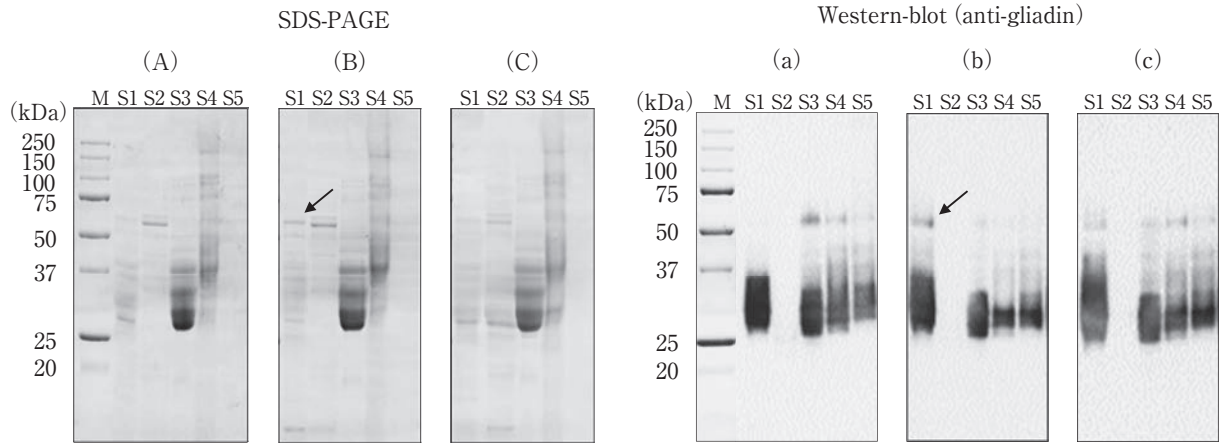 SDS-PAGE
(A) (B) (C)
(kDa) M S1 S2 S3 S4 S5 S1 S2 S3 S4 S5 S1 S2 S3 S4 S5
250
150
100
75
50
37
25
20
Western-blot (anti-gliadin)
(a) (b) (c)
(kDa) M S1 S2 S3 S4 S5 S1 S2 S3 S4 S5 S1 S2 S3 S4 S5
250
150
100
75
50
37
25
20